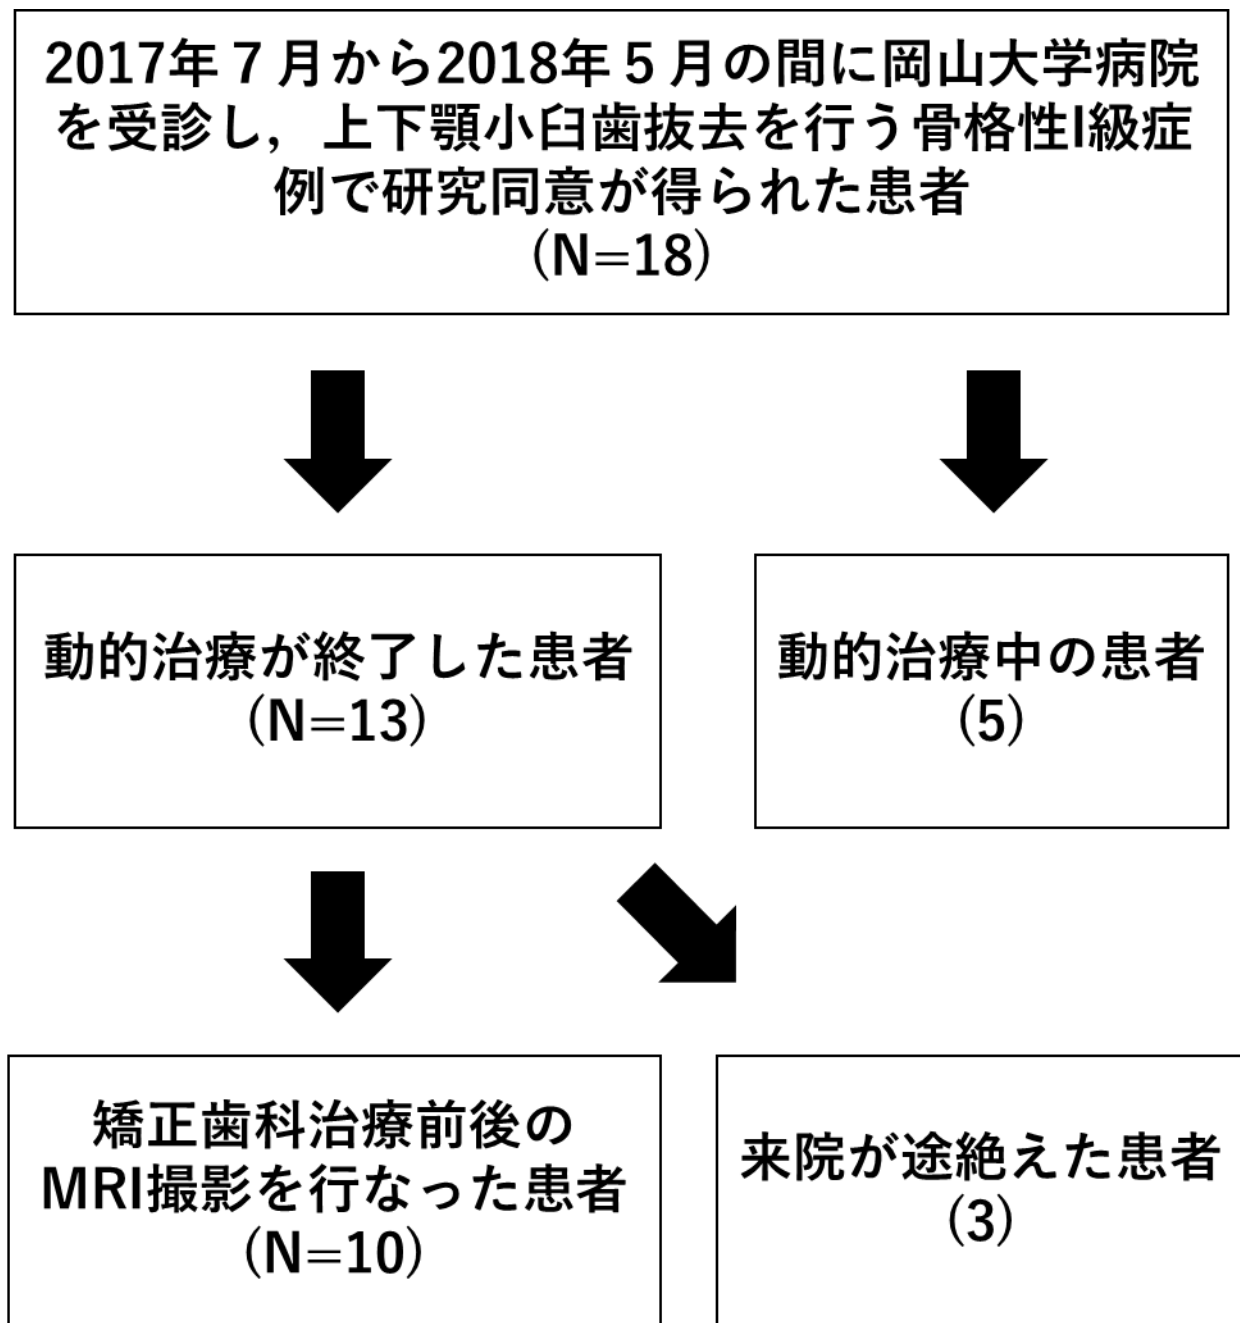 2017年７月から2018年５月の間に岡山大学病院
を受診し，上下顎小臼歯抜去を行う骨格性I級症
例で研究同意が得られた患者
(N=18)
動的治療が終了した患者
(N=13)
動的治療中の患者
(5)
矯正歯科治療前後の
MRI撮影を行なった患者
(N=10)
来院が途絶えた患者
(3)